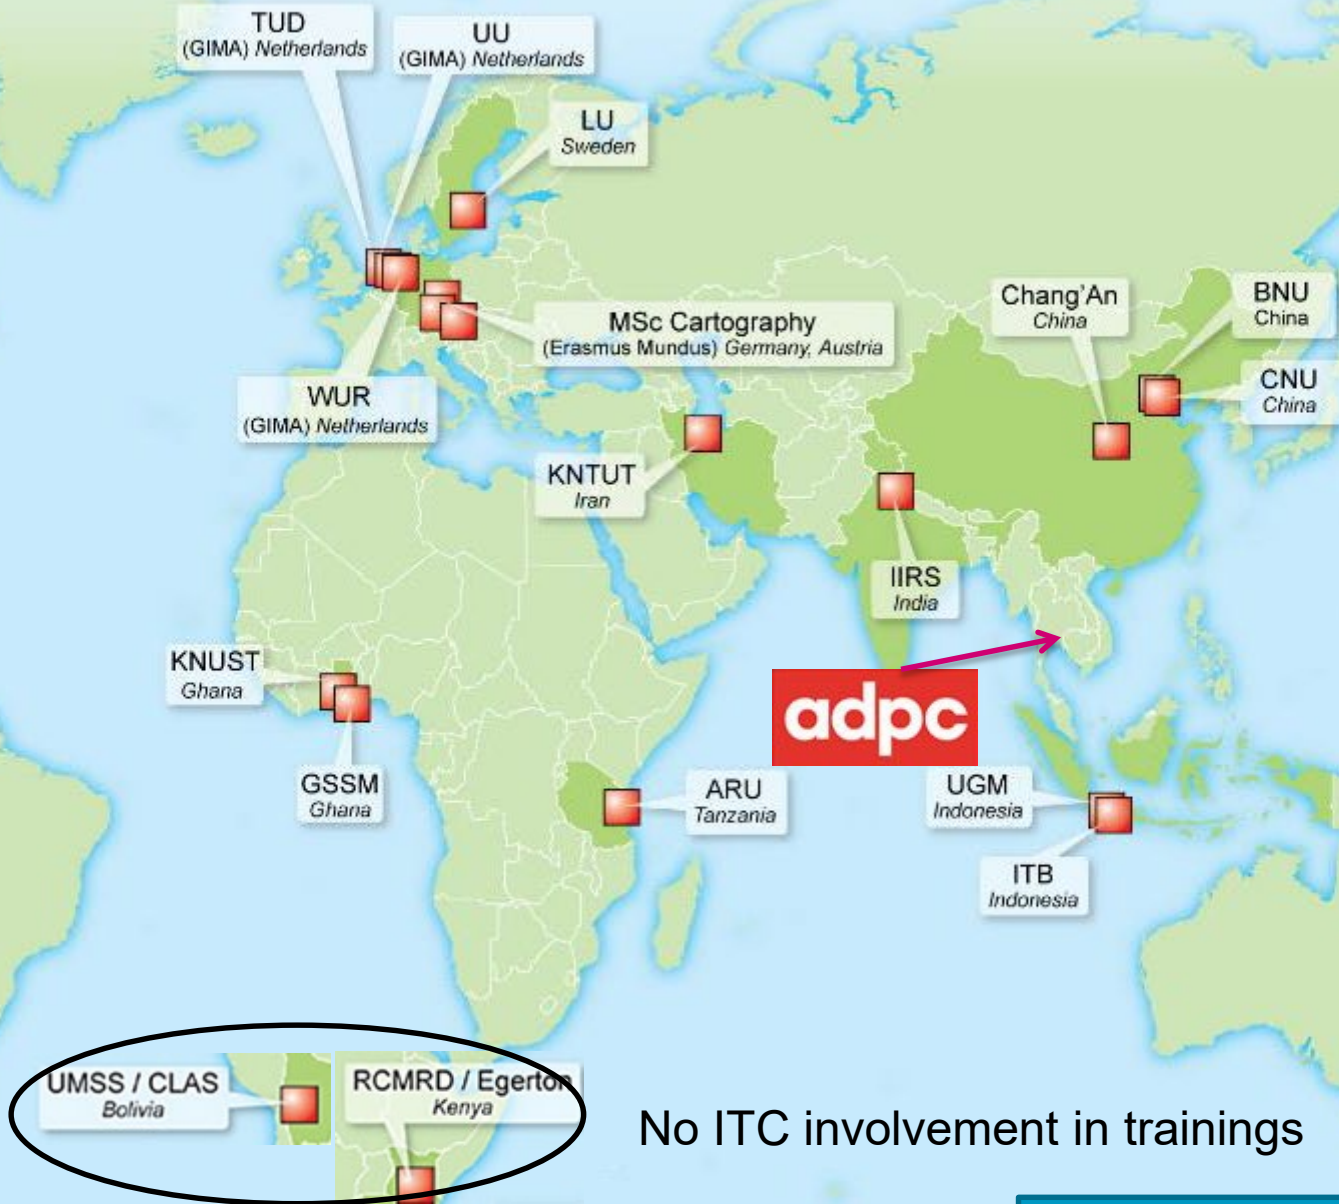 TUD
(GIMA) Netherlands
UU
(GIMA) Netherlands
LU
Sweden
MSc Cartography
(Erasmus Mundus) Germany, Austria
Chang'An
China
BNU
China
CNU
China
WUR
(GIMA) Netherlands
KNTUT
Iran
IIRS
India
KNUST
Ghana
adpc
GSSM
Ghana
ARU
Tanzania
UGM
Indonesia
ITB
Indonesia
UMSS / CLAS
Bolivia
RCMRD / Egerton
Kenya
No ITC involvement in trainings